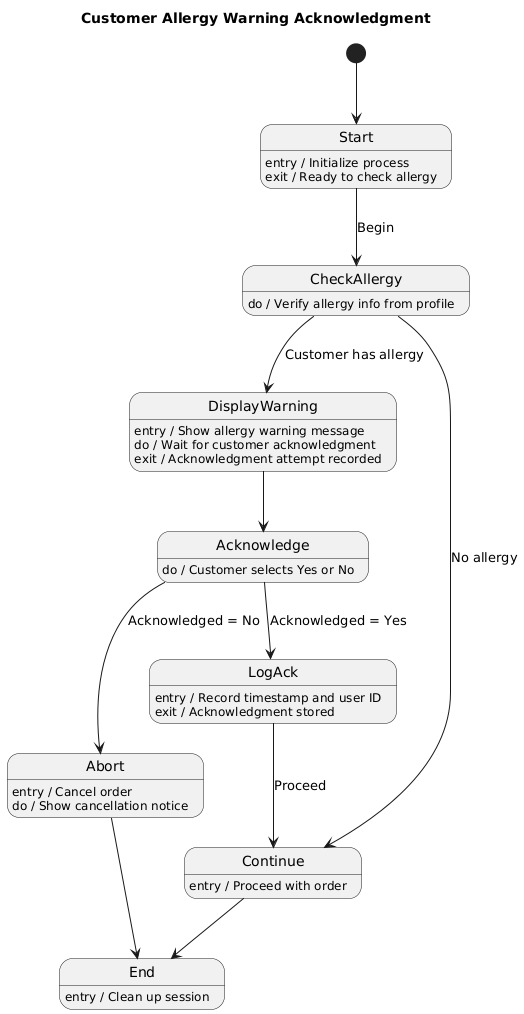 Customer Allergy Warning Acknowledgment
Start
entry / Initialize process
exit / Ready to check allergy
Begin
CheckAllergy
do / Verify allergy info from profile
Customer has allergy
DisplayWarning
entry / Show allergy warning message
do / Wait for customer acknowledgment
exit / Acknowledgment attempt recorded
No allergy
Acknowledge
do / Customer selects Yes or No
Acknowledged = No
Acknowledged = Yes
LogAck
entry / Record timestamp and user ID
exit / Acknowledgment stored
Abort
entry / Cancel order
do / Show cancellation notice
Proceed
Continue
entry / Proceed with order
End
entry / Clean up session